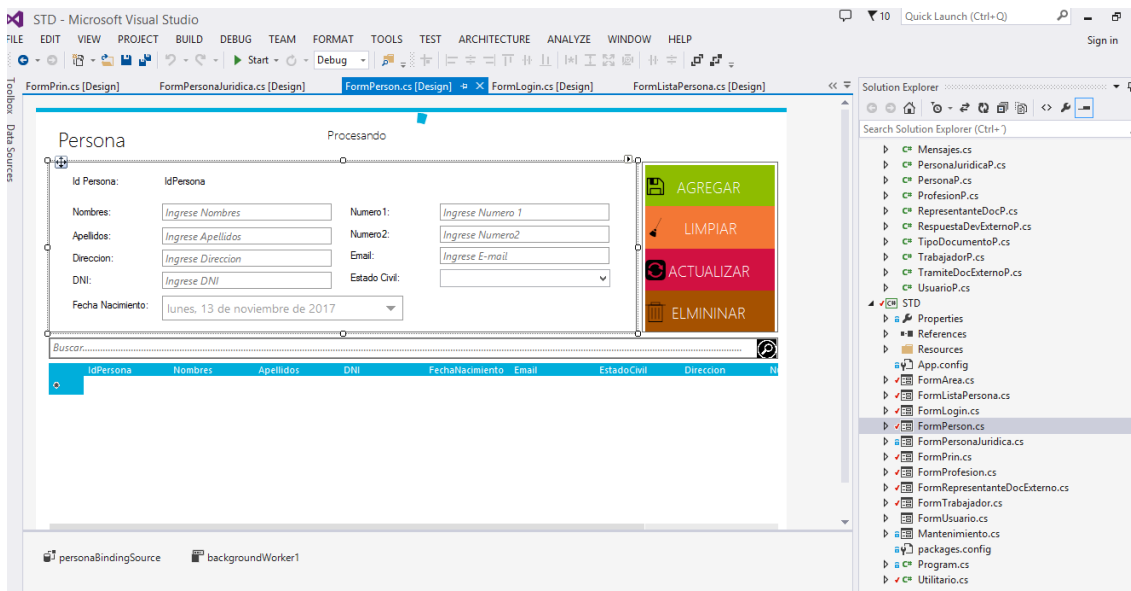 STD - Microsoft Visual Studio
10
Quick Launch (Ctrl+Q)
FILE EDIT VIEW PROJECT BUILD DEBUG TEAM FORMAT TOOLS TEST ARCHITECTURE ANALYZE WINDOW HELP
Sign in
Start
Debug
Toolbox
Data Sources
FormPrin.cs [Design]
FormPersonaJuridica.cs [Design]
FormPerson.cs [Design]
FormLogin.cs [Design]
FormListaPersona.cs [Design]
Persona
Procesando
Id Persona:
IdPersona
Nombres:
Ingrese Nombres
Numero1:
Ingrese Numero 1
Apellidos:
Ingrese Apellidos
Numero2:
Ingrese Numero2
Direccion:
Ingrese Direccion
Email:
Ingrese E-mail
DNI:
Ingrese DNI
Estado Civil:
Fecha Nacimiento:
lunes, 13 de noviembre de 2017
AGREGAR
LIMPIAR
ACTUALIZAR
ELMININAR
Buscar...
IdPersona Nombres Apellidos DNI FechaNacimiento Email EstadoCivil Direccion
personaBindingSource
backgroundWorker1
Solution Explorer
Search Solution Explorer (Ctrl+¨)
C# Mensajes.cs
C# PersonaJuridicaP.cs
C# PersonaP.cs
C# ProfesionP.cs
C# RepresentanteDocP.cs
C# RespuestaDevExternoP.cs
C# TipoDocumentoP.cs
C# TrabajadorP.cs
C# TramiteDocExternoP.cs
C# UsuarioP.cs
C# STD
Properties
References
Resources
App.config
FormArea.cs
FormListaPersona.cs
FormLogin.cs
FormPerson.cs
FormPersonaJuridica.cs
FormPrin.cs
FormProfesion.cs
FormRepresentanteDocExterno.cs
FormTrabajador.cs
FormUsuario.cs
Mantenimiento.cs
packages.config
C# Program.cs
C# Utilitario.cs